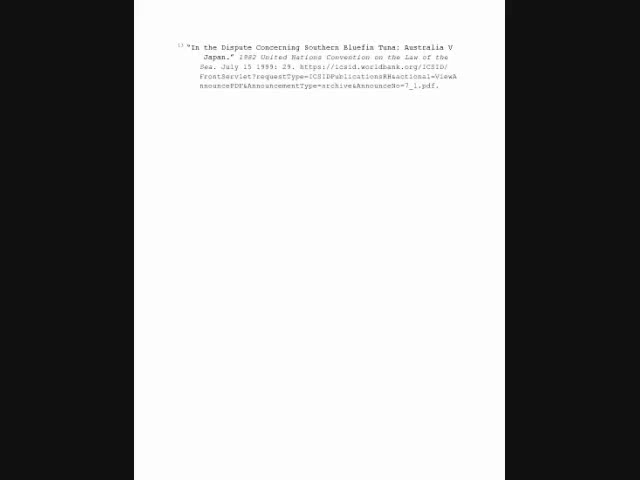 13 "In the Dispute Concerning Southern Bluefin Tuna: Australia V
Japan." 1982 United Nations Convention on the Law of the
Sea. July 15 1999: 29. https://icsid.worldbank.org/ICSID/
FrontServlet?requestType=ICSIDPublicationsRH&actional=ViewA
nnouncePDF&AnnouncementType=archive&AnnounceNo=7_1.pdf.